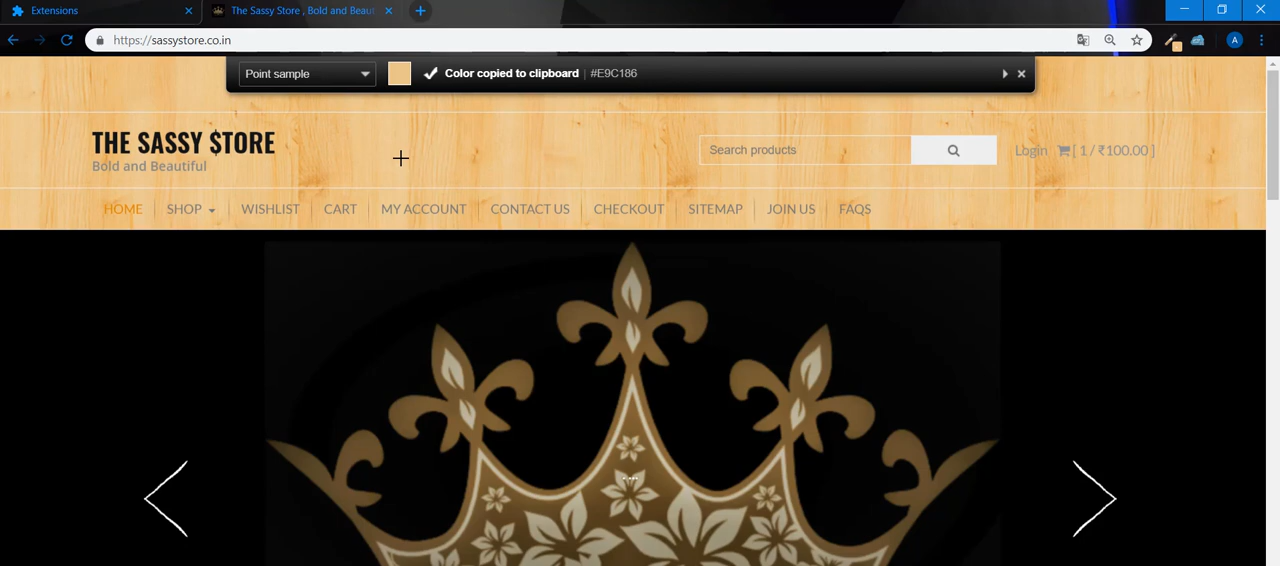 Extensions
The Sassy Store , Bold and Beaut
https://sassystore.co.in
A
Point sample
Color copied to clipboard | #E9C186
THE SASSY $TORE
Bold and Beautiful
Search products
Login [ 1 / ₹100.00 ]
HOME SHOP WISHLIST CART MY ACCOUNT CONTACT US CHECKOUT SITEMAP JOIN US FAQS